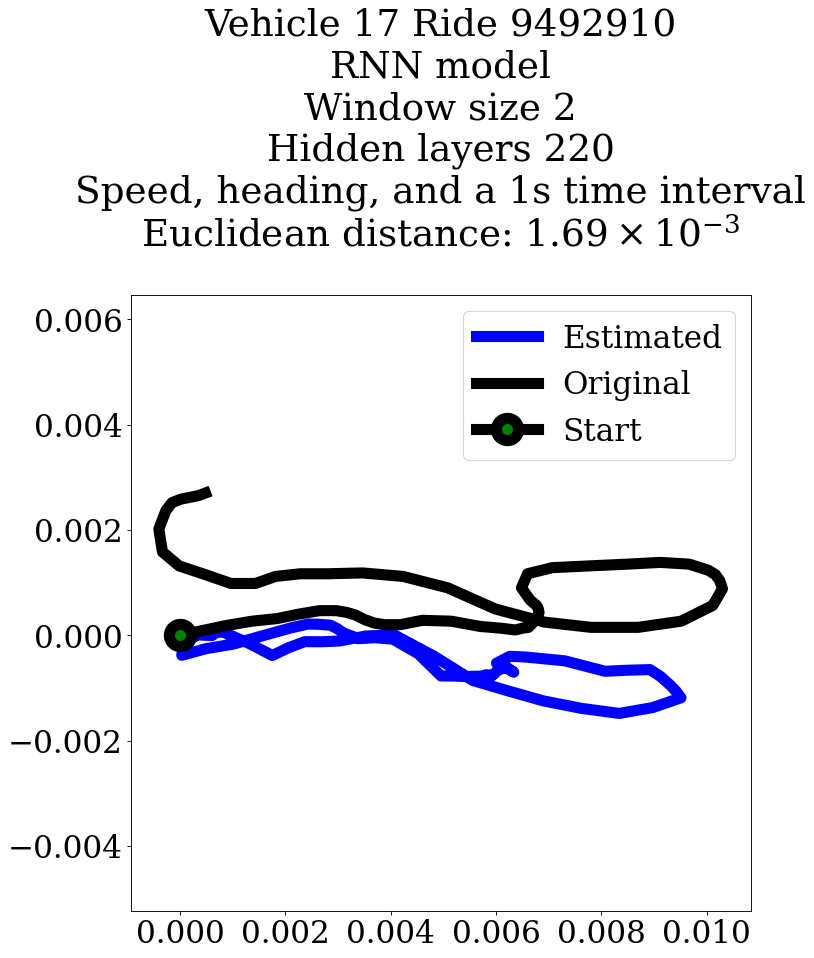 Vehicle 17 Ride 9492910
RNN model
Window size 2
Hidden layers 220
Speed, heading, and a 1s time interval
Euclidean distance: 1.69 × 10⁻³
Estimated
Original
Start
0.006
0.004
0.002
0.000
−0.002
−0.004
0.000 0.002 0.004 0.006 0.008 0.010